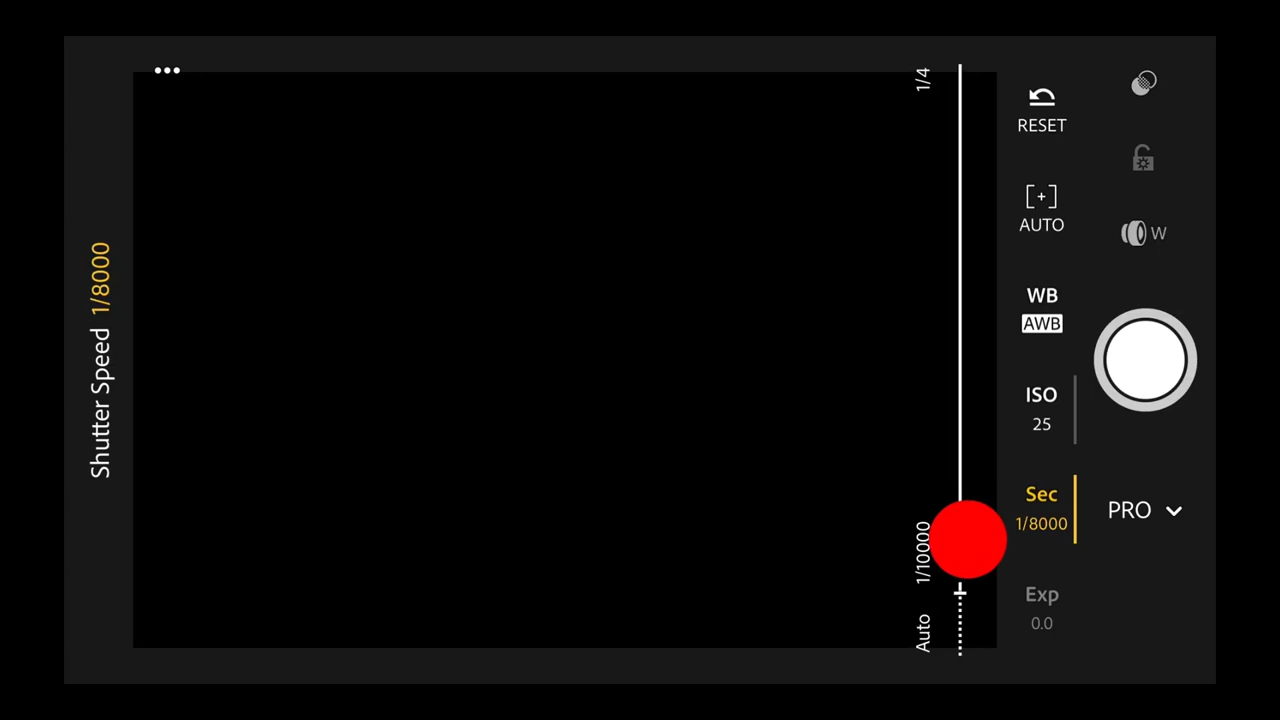 Shutter Speed 1/8000
1/4
1/10000
Auto
RESET
[+]
AUTO
WB
AWB
ISO
25
Sec
1/8000
Exp
0.0
W
PRO